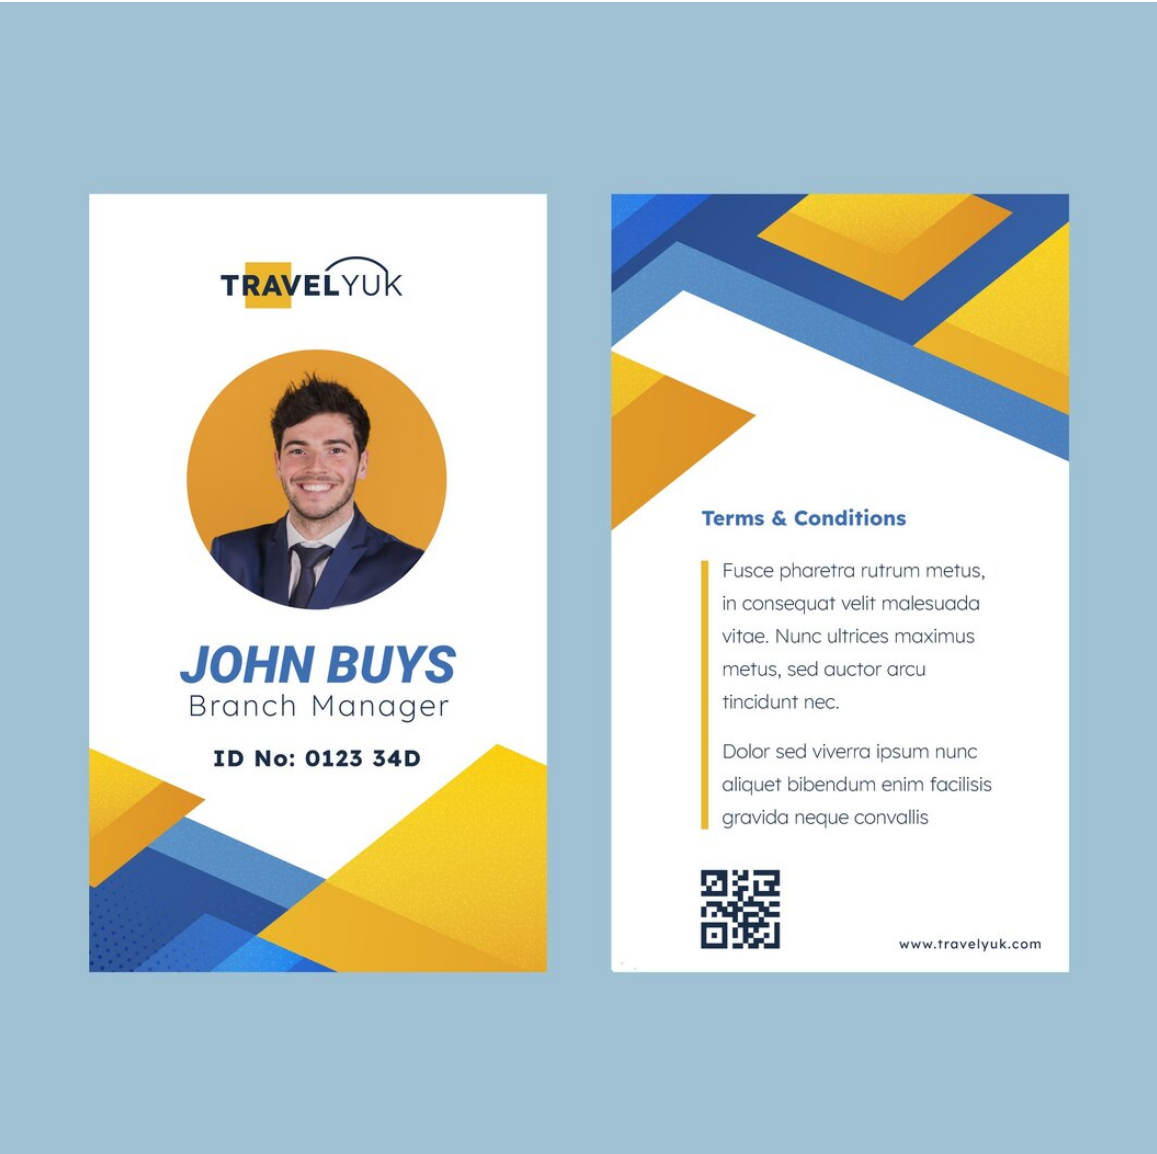 TRAVELYUK
JOHN BUYS
Branch Manager
ID No: 0123 34D
Terms & Conditions
Fusce pharetra rutrum metus,
in consequat velit malesuada
vitae. Nunc ultrices maximus
metus, sed auctor arcu
tincidunt nec.
Dolor sed viverra ipsum nunc
aliquet bibendum enim facilisis
gravida neque convallis
www.travelyuk.com